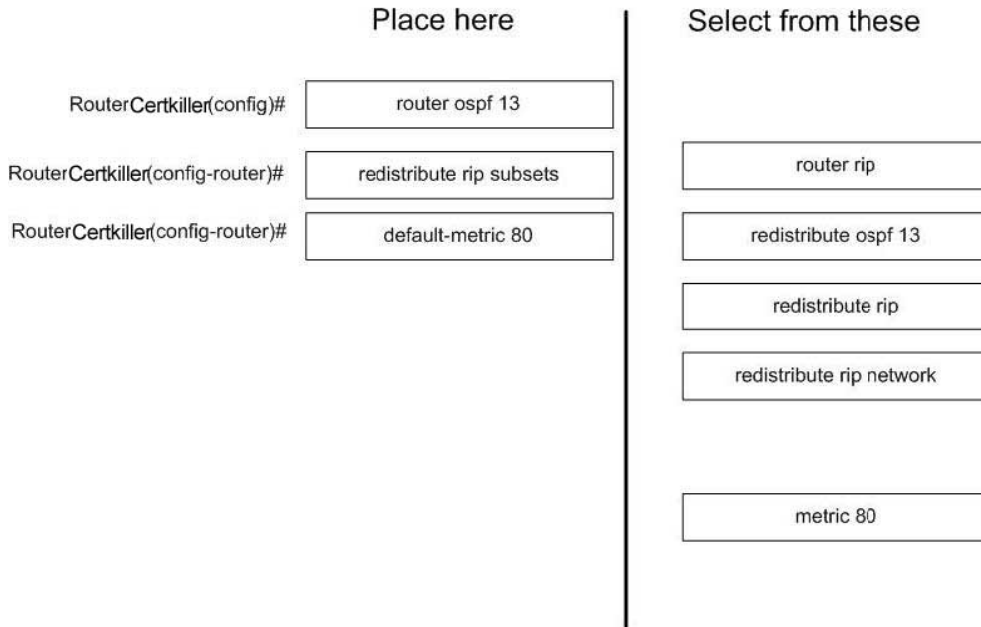 Place here
RouterCertkiller(config)# router ospf 13
RouterCertkiller(config-router)# redistribute rip subsets
RouterCertkiller(config-router)# default-metric 80
Select from these
router rip
redistribute ospf 13
redistribute rip
redistribute rip network
metric 80